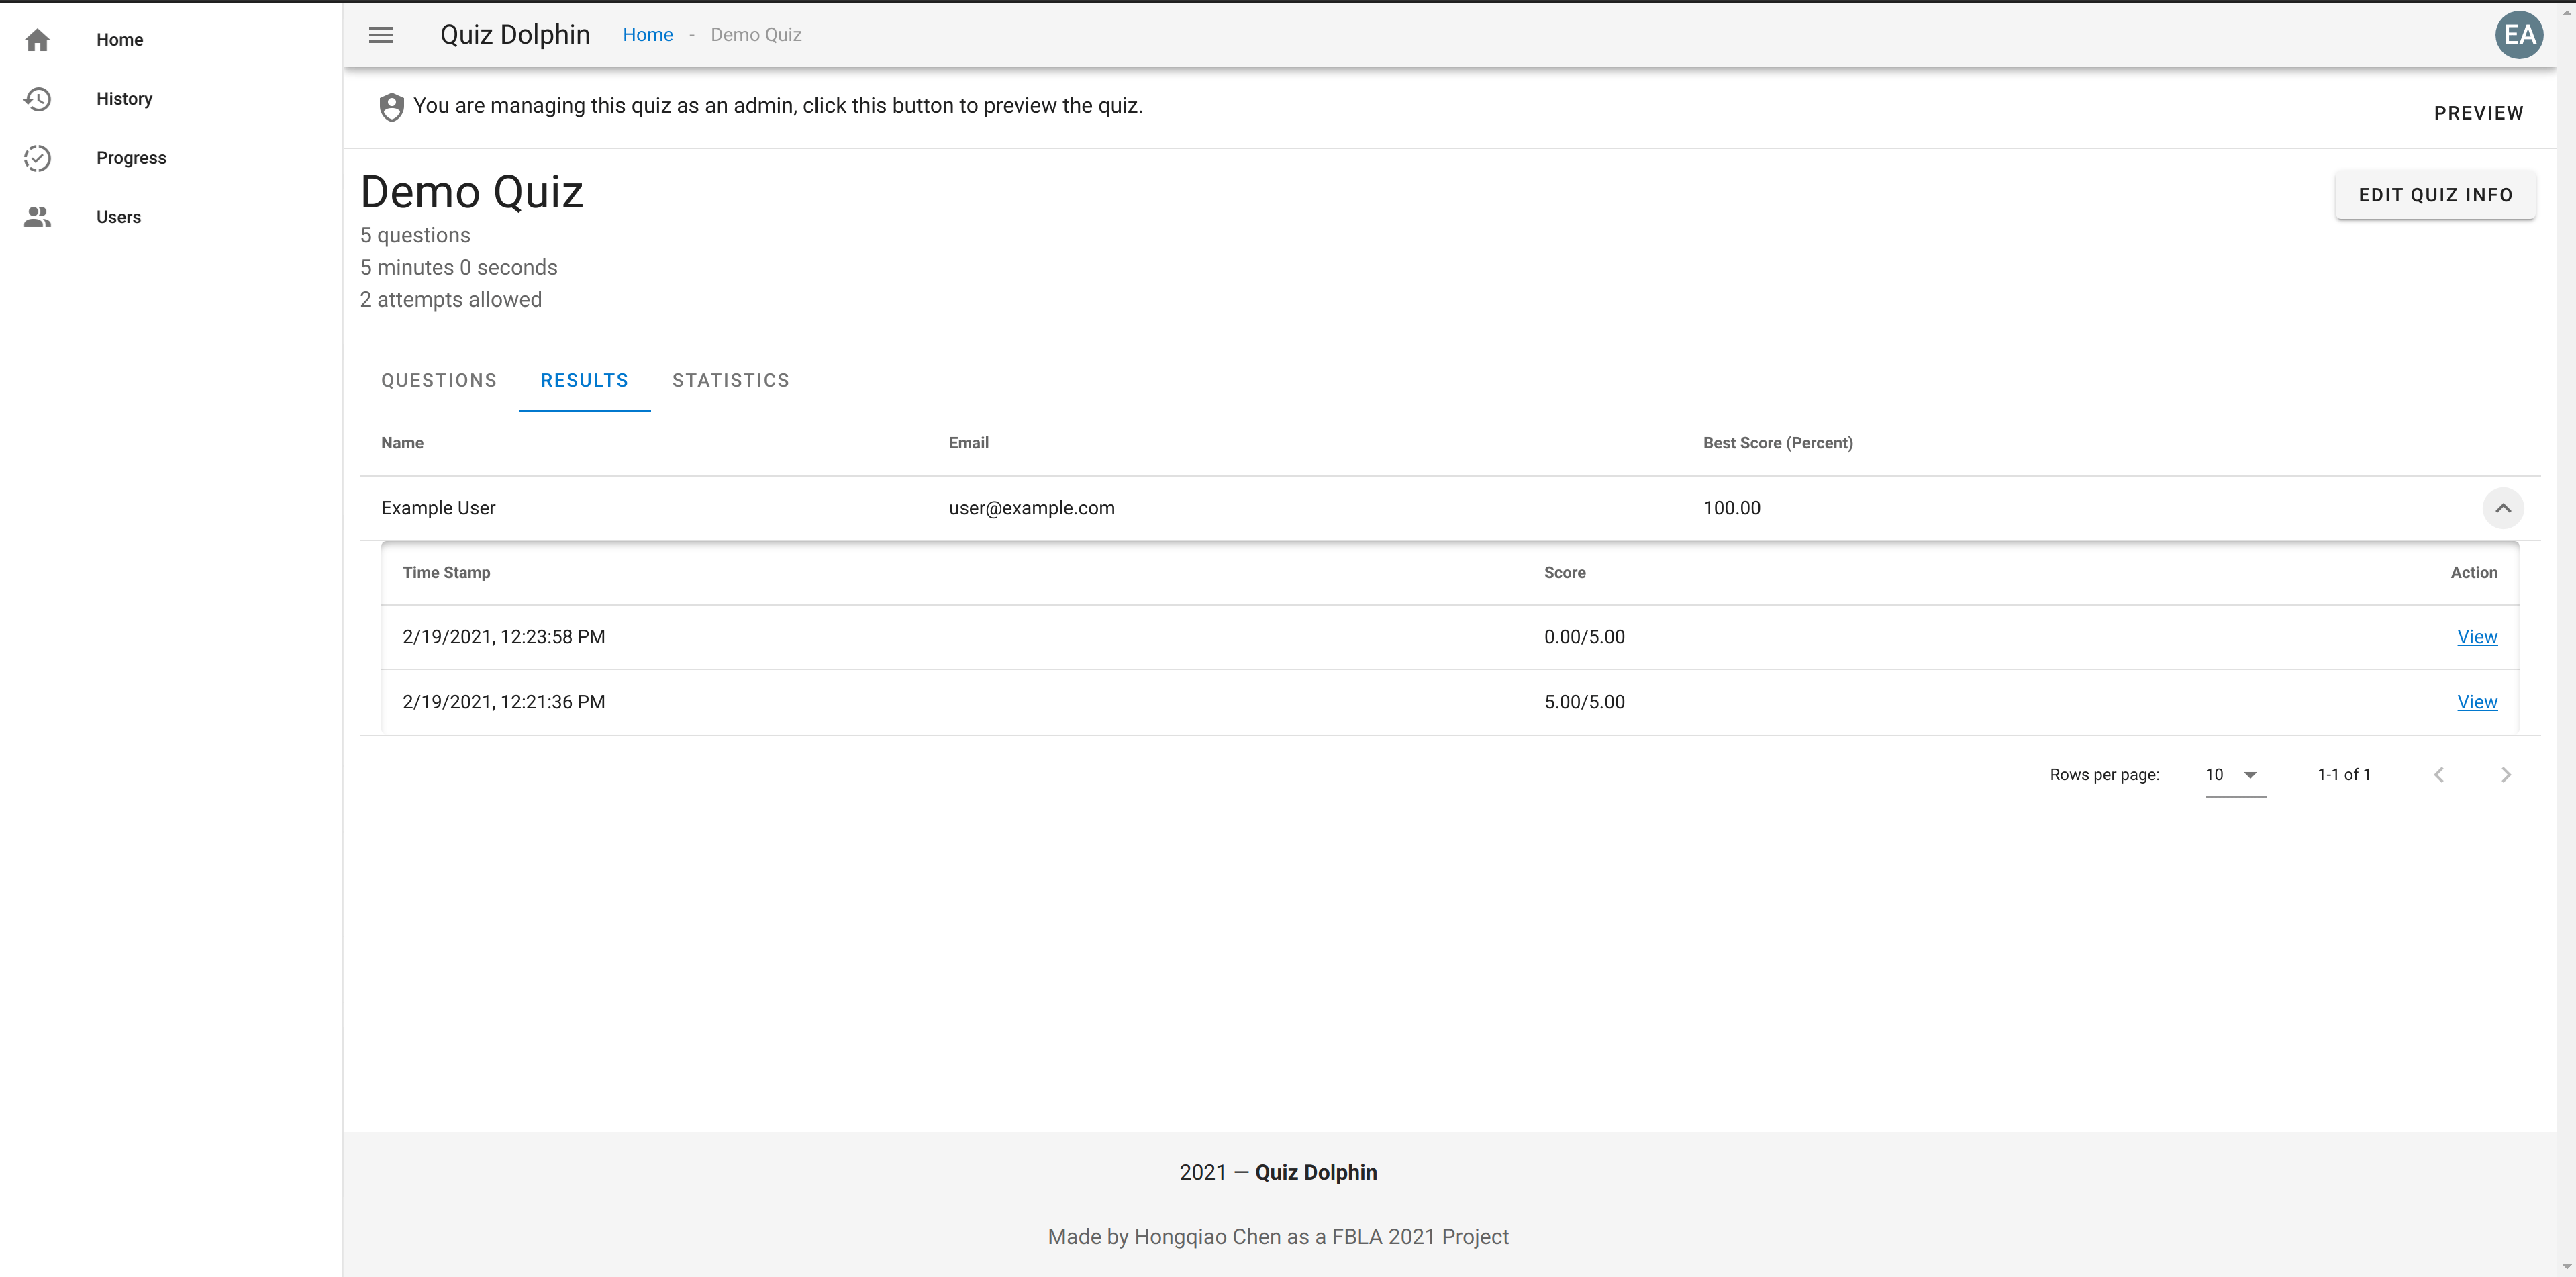 Home
History
Progress
Users
Quiz Dolphin Home - Demo Quiz EA
You are managing this quiz as an admin, click this button to preview the quiz. PREVIEW
Demo Quiz EDIT QUIZ INFO
5 questions
5 minutes 0 seconds
2 attempts allowed
QUESTIONS RESULTS STATISTICS
Name Email Best Score (Percent)
Example User user@example.com 100.00
Time Stamp Score Action
2/19/2021, 12:23:58 PM 0.00/5.00 View
2/19/2021, 12:21:36 PM 5.00/5.00 View
Rows per page: 10 1-1 of 1
2021 — Quiz Dolphin
Made by Hongqiao Chen as a FBLA 2021 Project